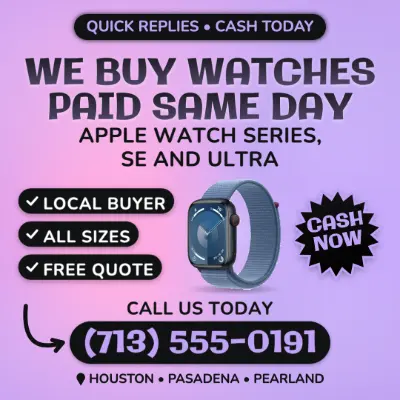 QUICK REPLIES • CASH TODAY
WE BUY WATCHES
PAID SAME DAY
APPLE WATCH SERIES,
SE AND ULTRA
✓ LOCAL BUYER
✓ ALL SIZES
✓ FREE QUOTE
CASH
NOW
CALL US TODAY
(713) 555-0191
HOUSTON • PASADENA • PEARLAND